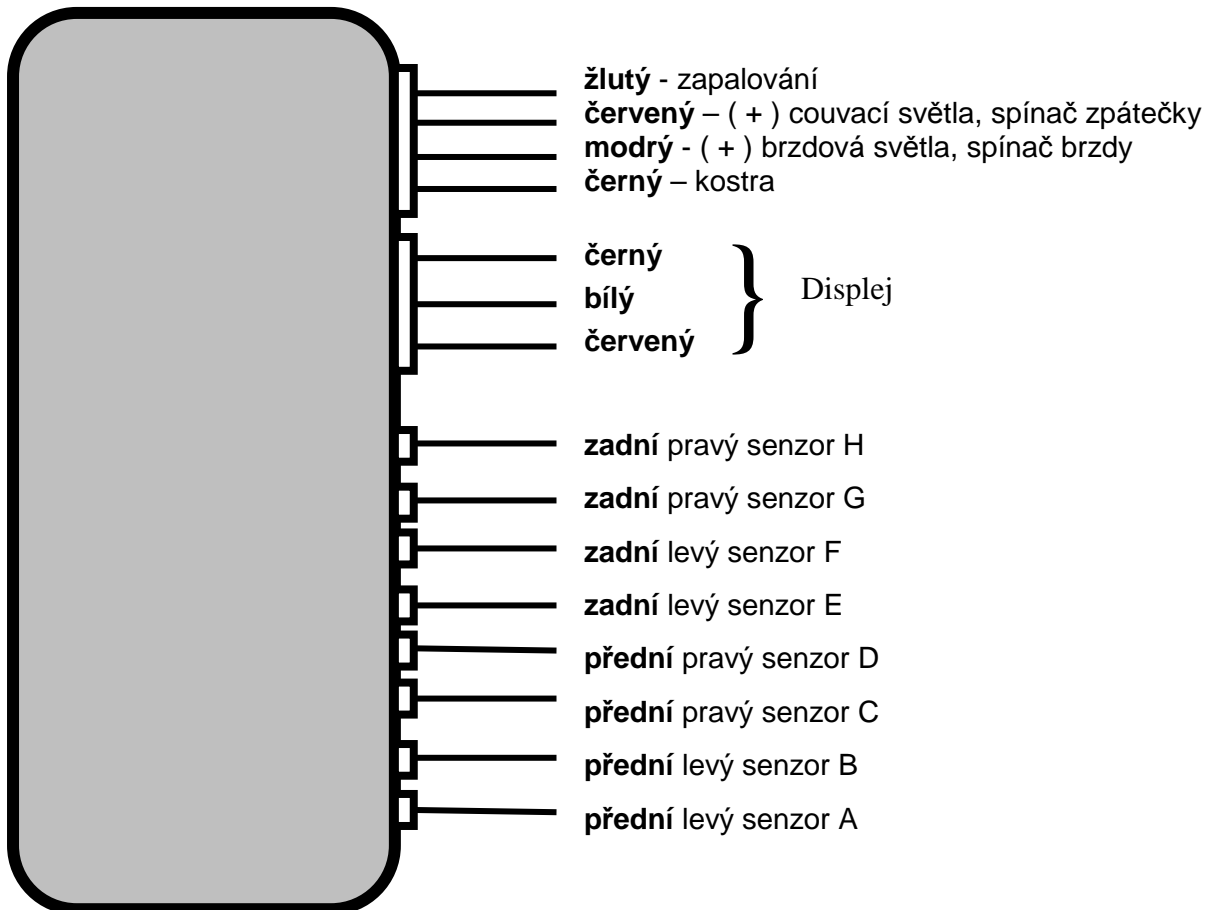 žlutý - zapalování
červený – ( + ) couvací světla, spínač zpátečky
modrý - ( + ) brzdová světla, spínač brzdy
černý – kostra
černý
bílý
červený
} Displej
zadní pravý senzor H
zadní pravý senzor G
zadní levý senzor F
zadní levý senzor E
přední pravý senzor D
přední pravý senzor C
přední levý senzor B
přední levý senzor A